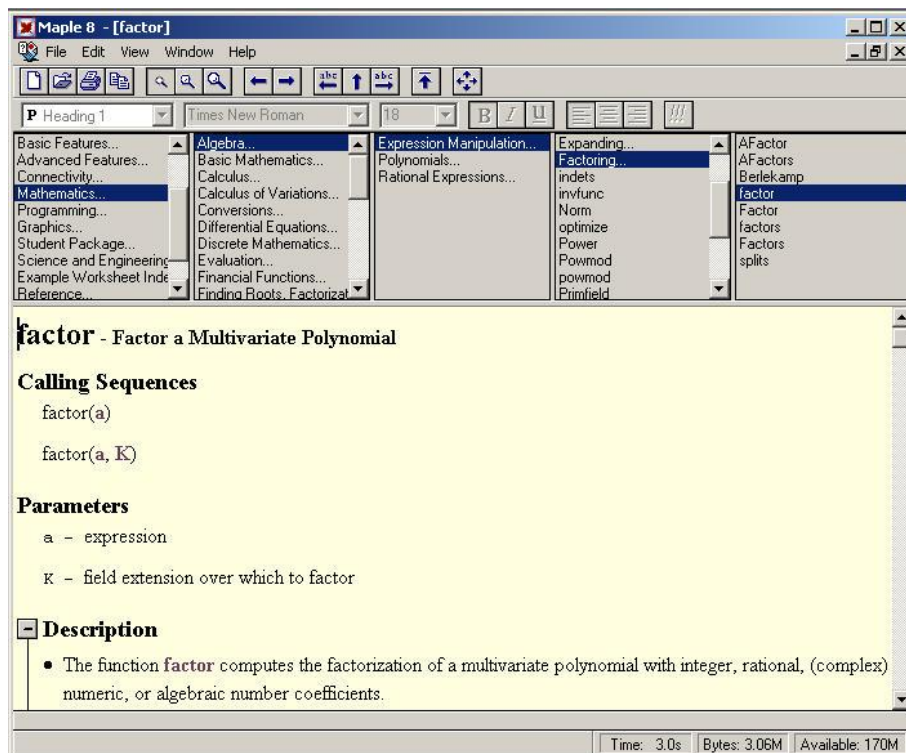 Maple 8 - [factor]
File Edit View Window Help
abc abc
P Heading 1 Times New Roman 18 B I U
Basic Features...
Advanced Features...
Connectivity...
Mathematics...
Programming...
Graphics...
Student Package...
Science and Engineering
Example Worksheet Inde
Reference...
Algebra...
Basic Mathematics...
Calculus...
Calculus of Variations...
Conversions...
Differential Equations...
Discrete Mathematics...
Evaluation...
Financial Functions...
Finding Roots, Factorizat
Expression Manipulation...
Polynomials...
Rational Expressions...
Expanding...
Factoring...
indets
invfunc
Norm
optimize
Power
Powmod
powmod
Primfield
AFactor
AFactors
Berlekamp
factor
Factor
factors
Factors
splits
factor - Factor a Multivariate Polynomial
Calling Sequences
factor(a)
factor(a, K)
Parameters
a - expression
K - field extension over which to factor
Description
• The function factor computes the factorization of a multivariate polynomial with integer, rational, (complex)
numeric, or algebraic number coefficients.
Time: 3.0s Bytes: 3.06M Available: 170M